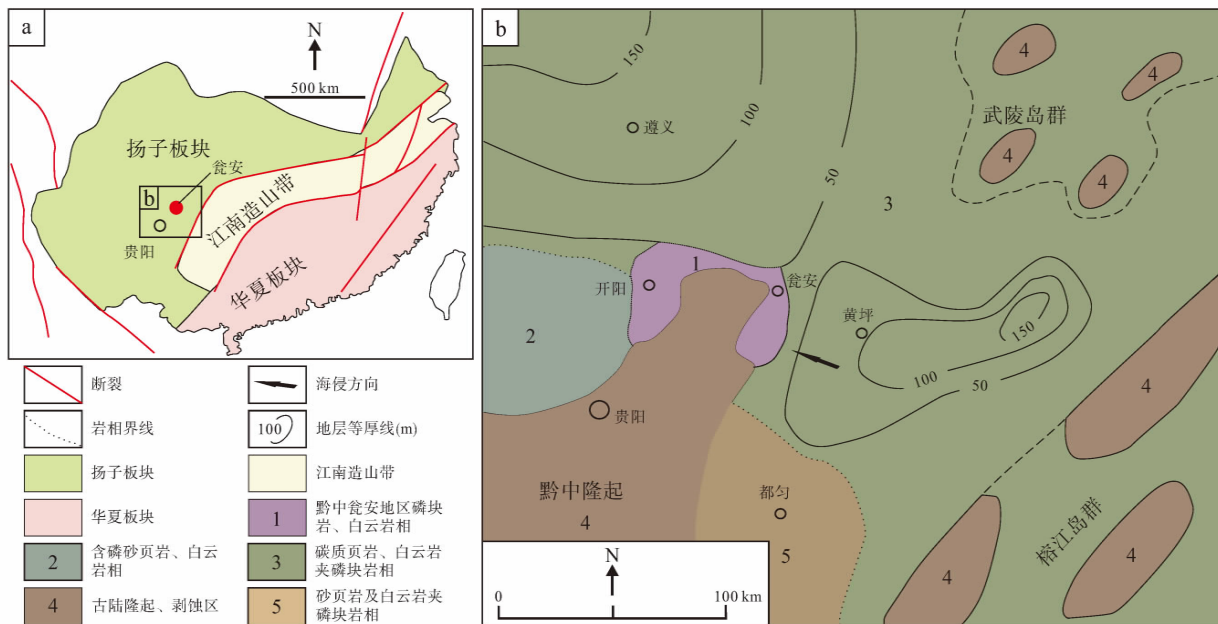 a
N
500 km
扬子板块
瓮安
b
贵阳
江南造山带
华夏板块
断裂
海侵方向
岩相界线
100
地层等厚线(m)
扬子板块
江南造山带
华夏板块
1
黔中瓮安地区磷块
岩、白云岩相
2
含磷砂页岩、白云
岩相
3
碳质页岩、白云岩
夹磷块岩相
4
古陆隆起、剥蚀区
5
砂页岩及白云岩夹
磷块岩相
b
150
100
50
遵义
武陵岛群
4
4
4
4
3
1
开阳
瓮安
2
黄坪
150
100
50
贵阳
4
黔中隆起
4
都匀
5
榕江岛群
4
4
N
0
100 km